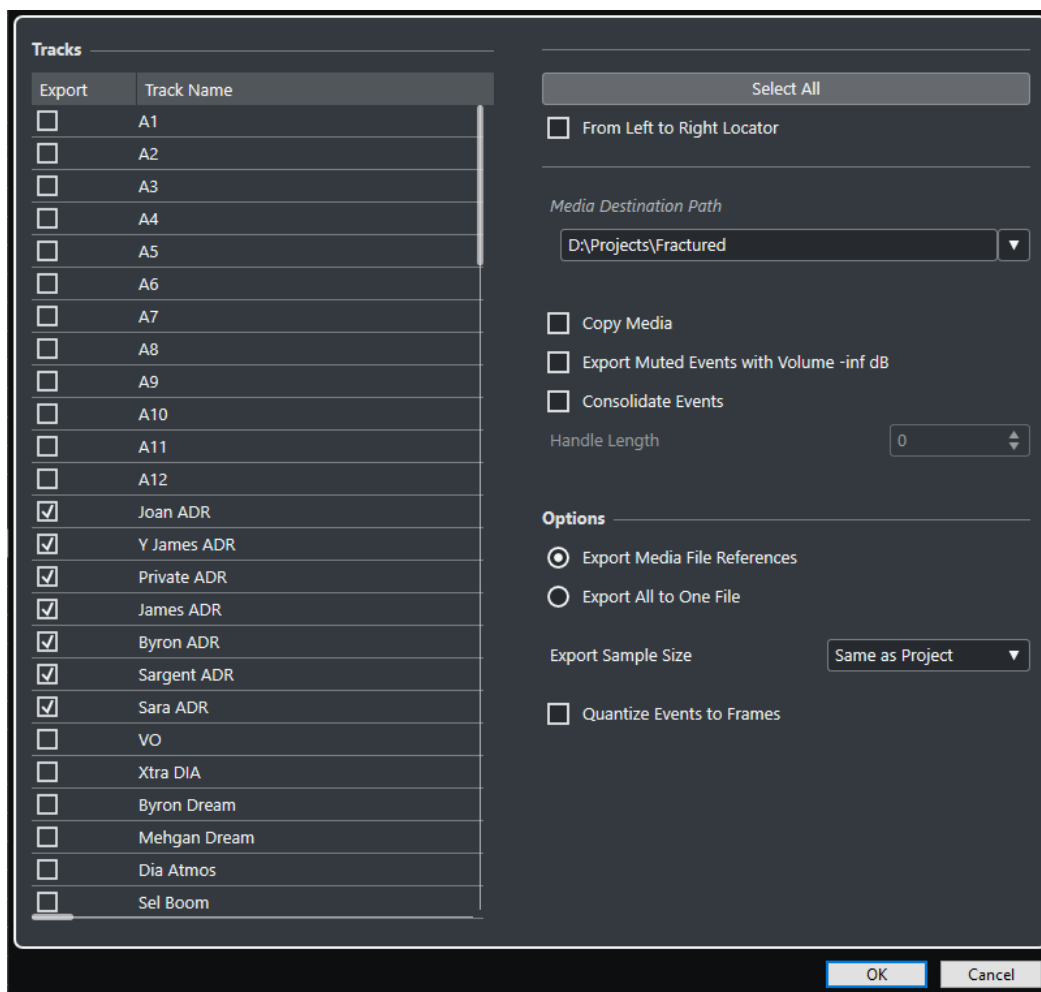 Tracks
Export Track Name
A1
A2
A3
A4
A5
A6
A7
A8
A9
A10
A11
A12
Joan ADR
Y James ADR
Private ADR
James ADR
Byron ADR
Sargent ADR
Sara ADR
VO
Xtra DIA
Byron Dream
Mehgan Dream
Dia Atmos
Sel Boom
Select All
From Left to Right Locator
Media Destination Path
D:\Projects\Fractured
Copy Media
Export Muted Events with Volume -inf dB
Consolidate Events
Handle Length 0
Options
Export Media File References
Export All to One File
Export Sample Size Same as Project
Quantize Events to Frames
OK Cancel